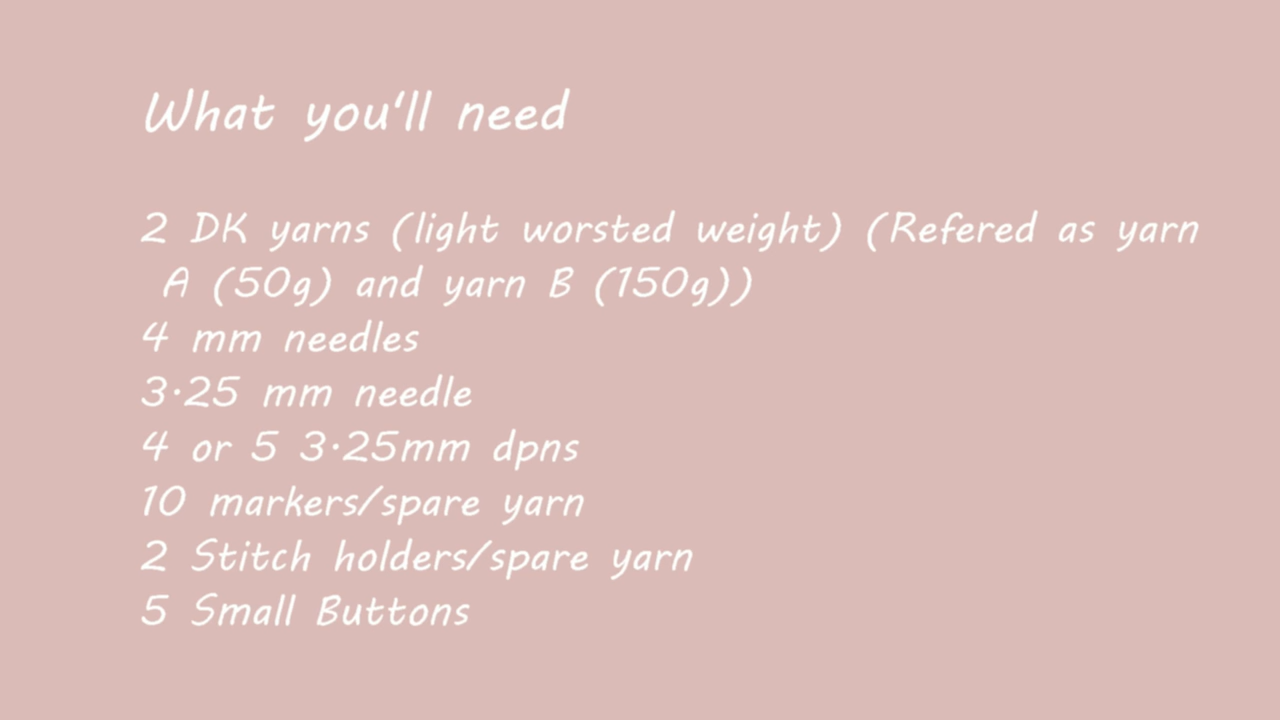 What you'll need
2 DK yarns (light worsted weight) (Refered as yarn
A (50g) and yarn B (150g))
4 mm needles
3.25 mm needle
4 or 5 3.25mm dpns
10 markers/spare yarn
2 Stitch holders/spare yarn
5 Small Buttons